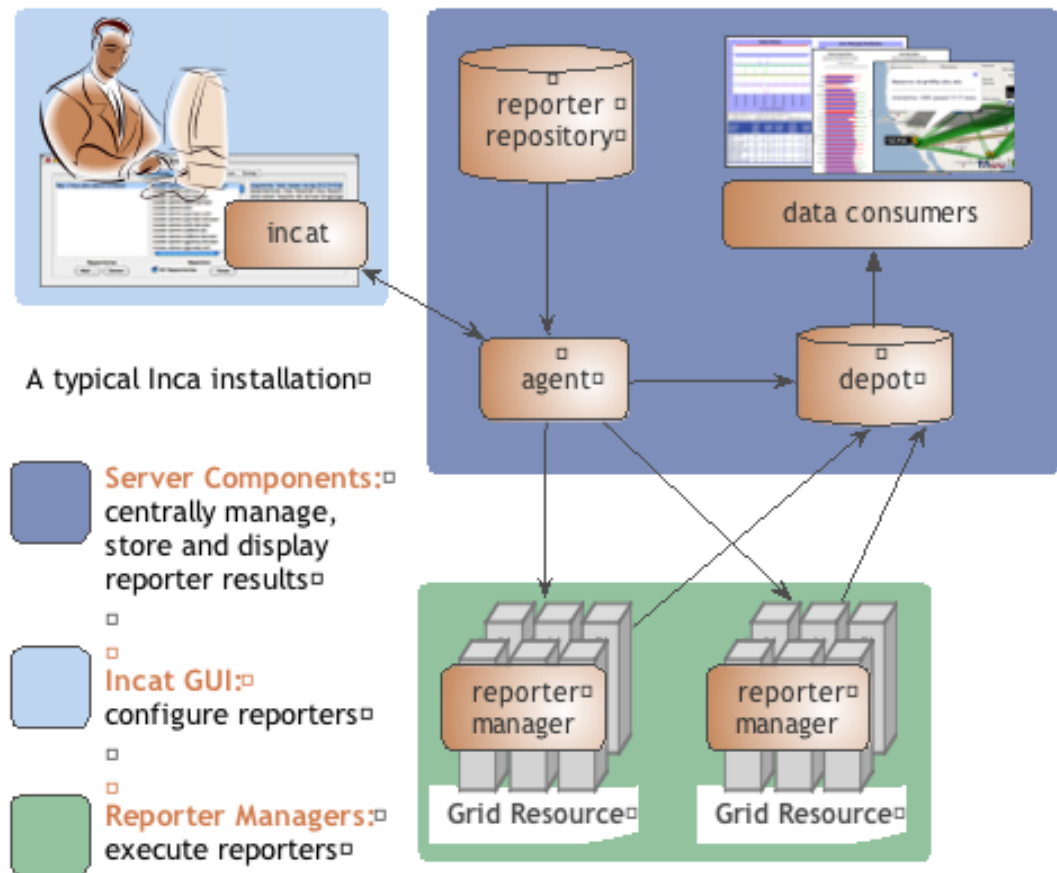 incat
reporter
repository
data consumers
agent
depot
A typical Inca installation
Server Components:
centrally manage,
store and display
reporter results
Incat GUI:
configure reporters
Reporter Managers:
execute reporters
reporter
manager
Grid Resource
reporter
manager
Grid Resource